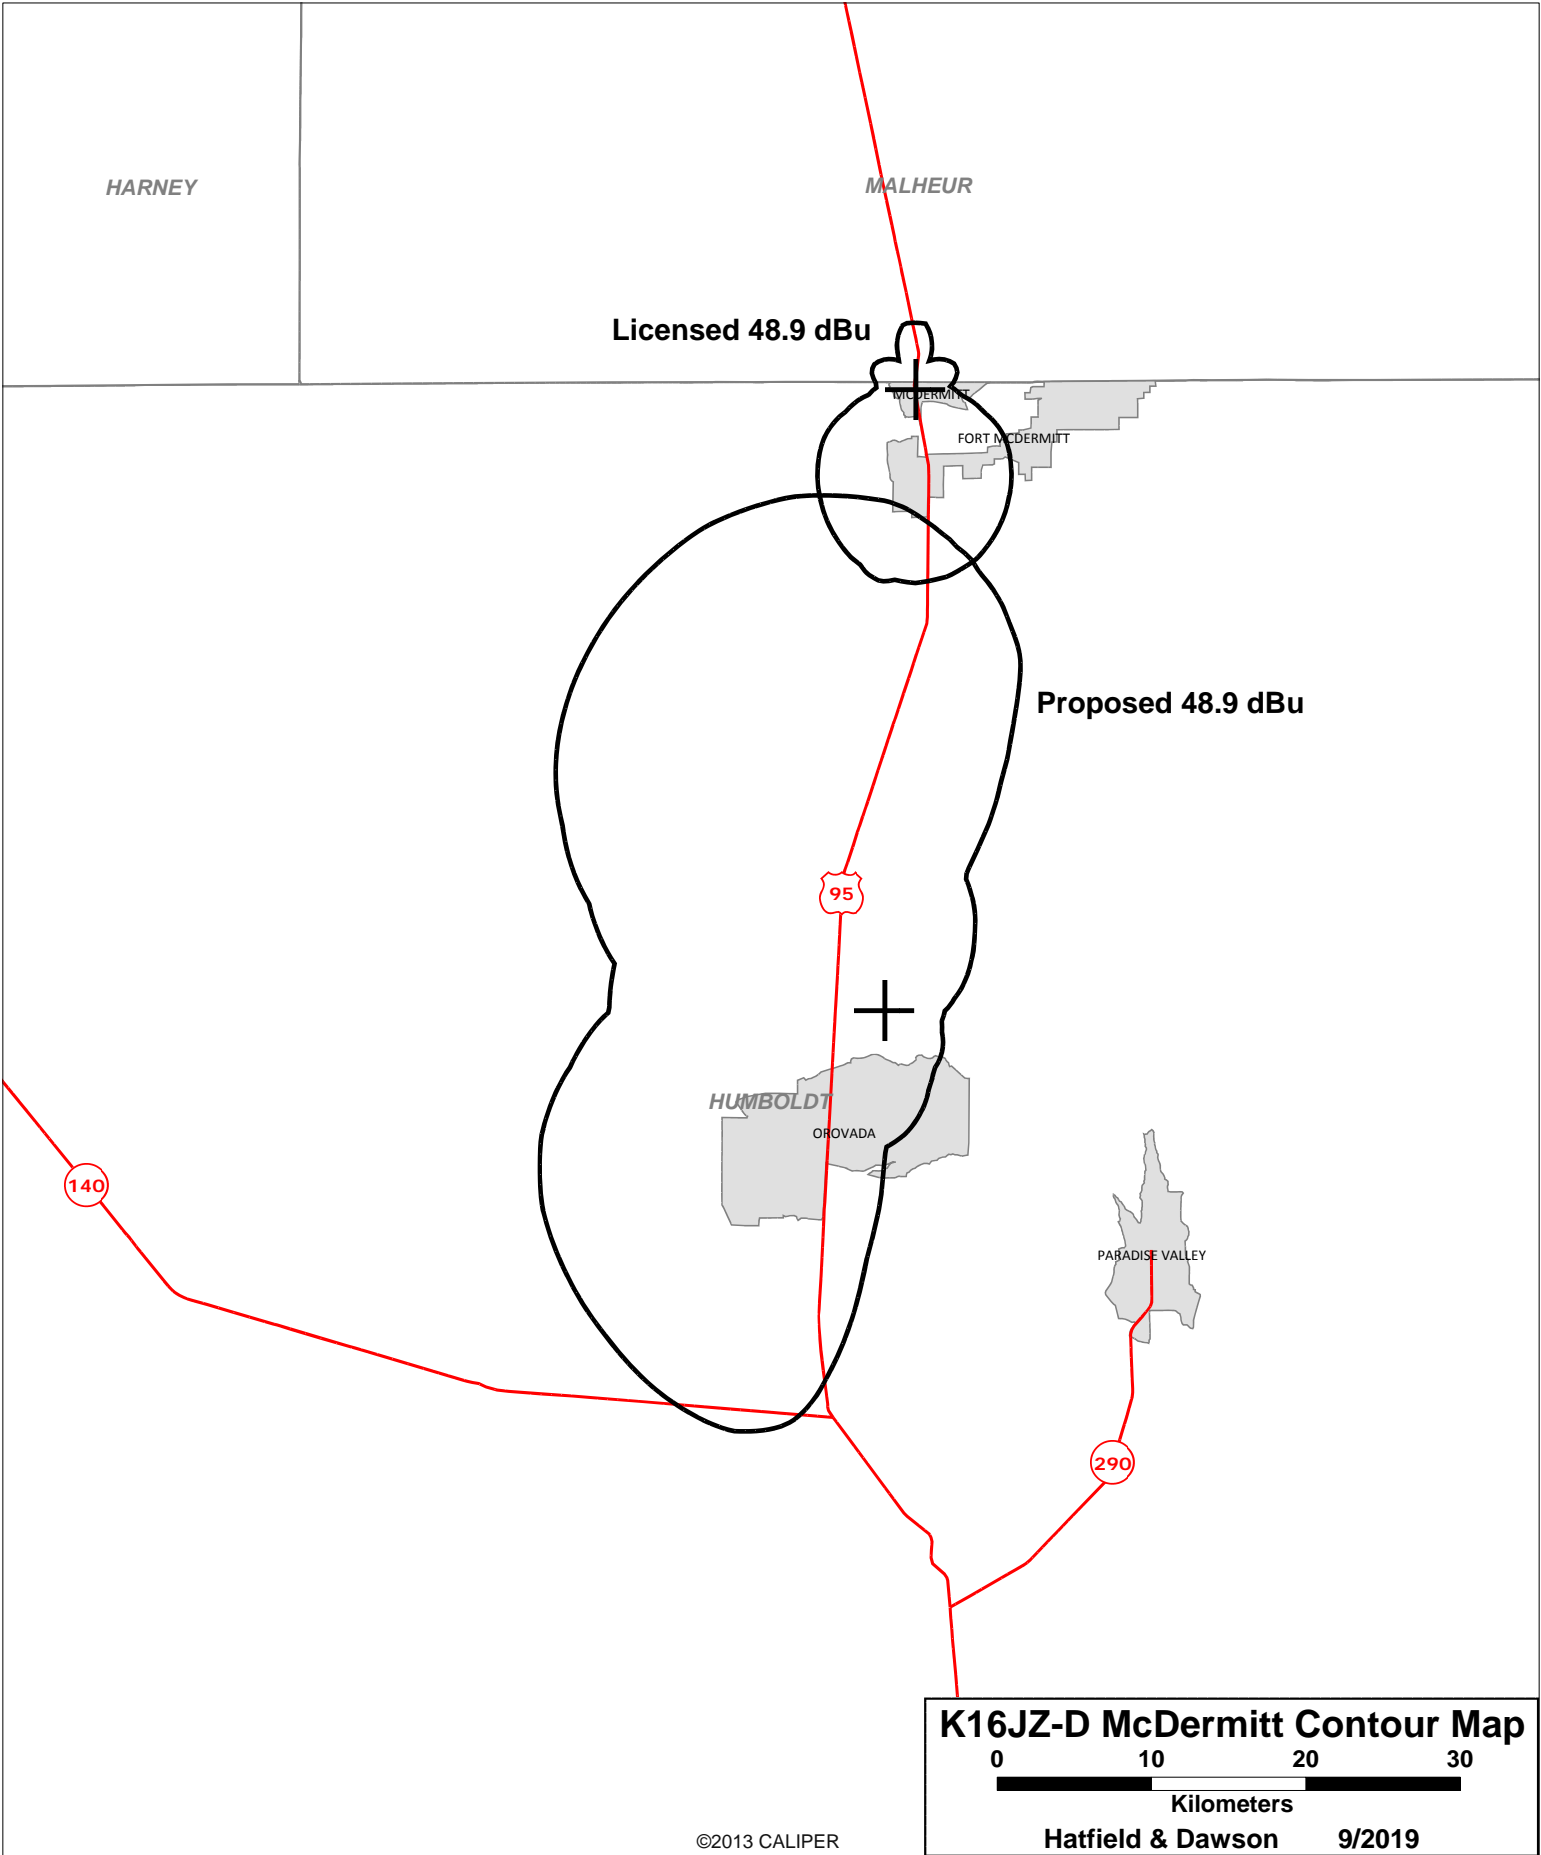 HARNEY
MALHEUR
Licensed 48.9 dBu
MCDERMITT
FORT MCDERMITT
Proposed 48.9 dBu
95
HUMBOLDT
OROVADA
140
PARADISE VALLEY
290
K16JZ-D McDermitt Contour Map
0 10 20 30
Kilometers
Hatfield & Dawson 9/2019
©2013 CALIPER